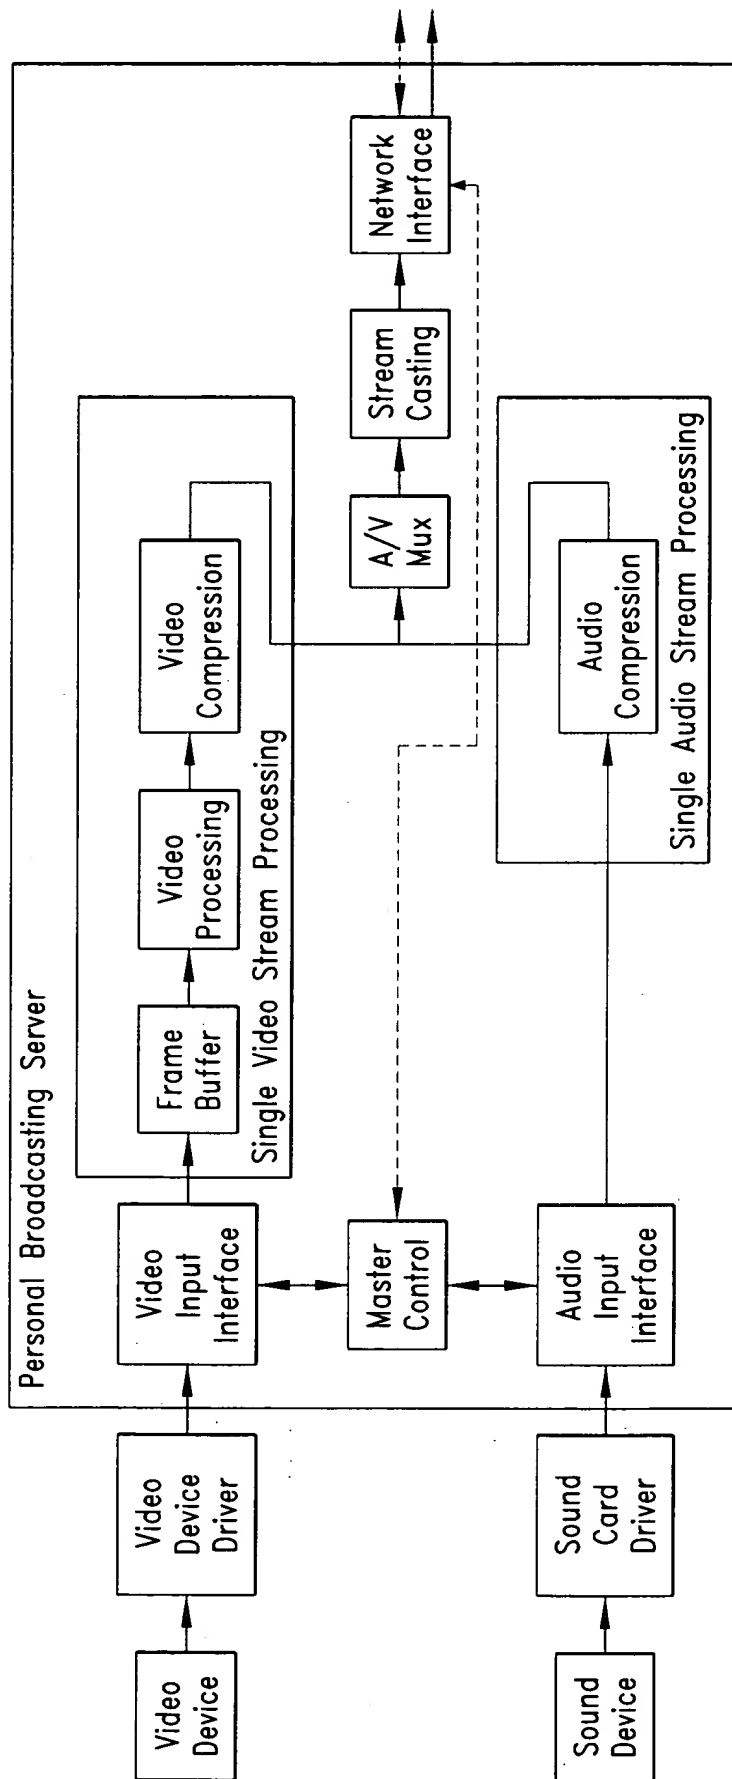 Personal Broadcasting Server
Video
Device
Video
Device
Driver
Video
Input
Interface
Frame
Buffer
Video
Processing
Video
Compression
Single Video Stream Processing
Master
Control
A/V
Mux
Stream
Casting
Network
Interface
Sound
Device
Sound
Card
Driver
Audio
Input
Interface
Audio
Compression
Single Audio Stream Processing